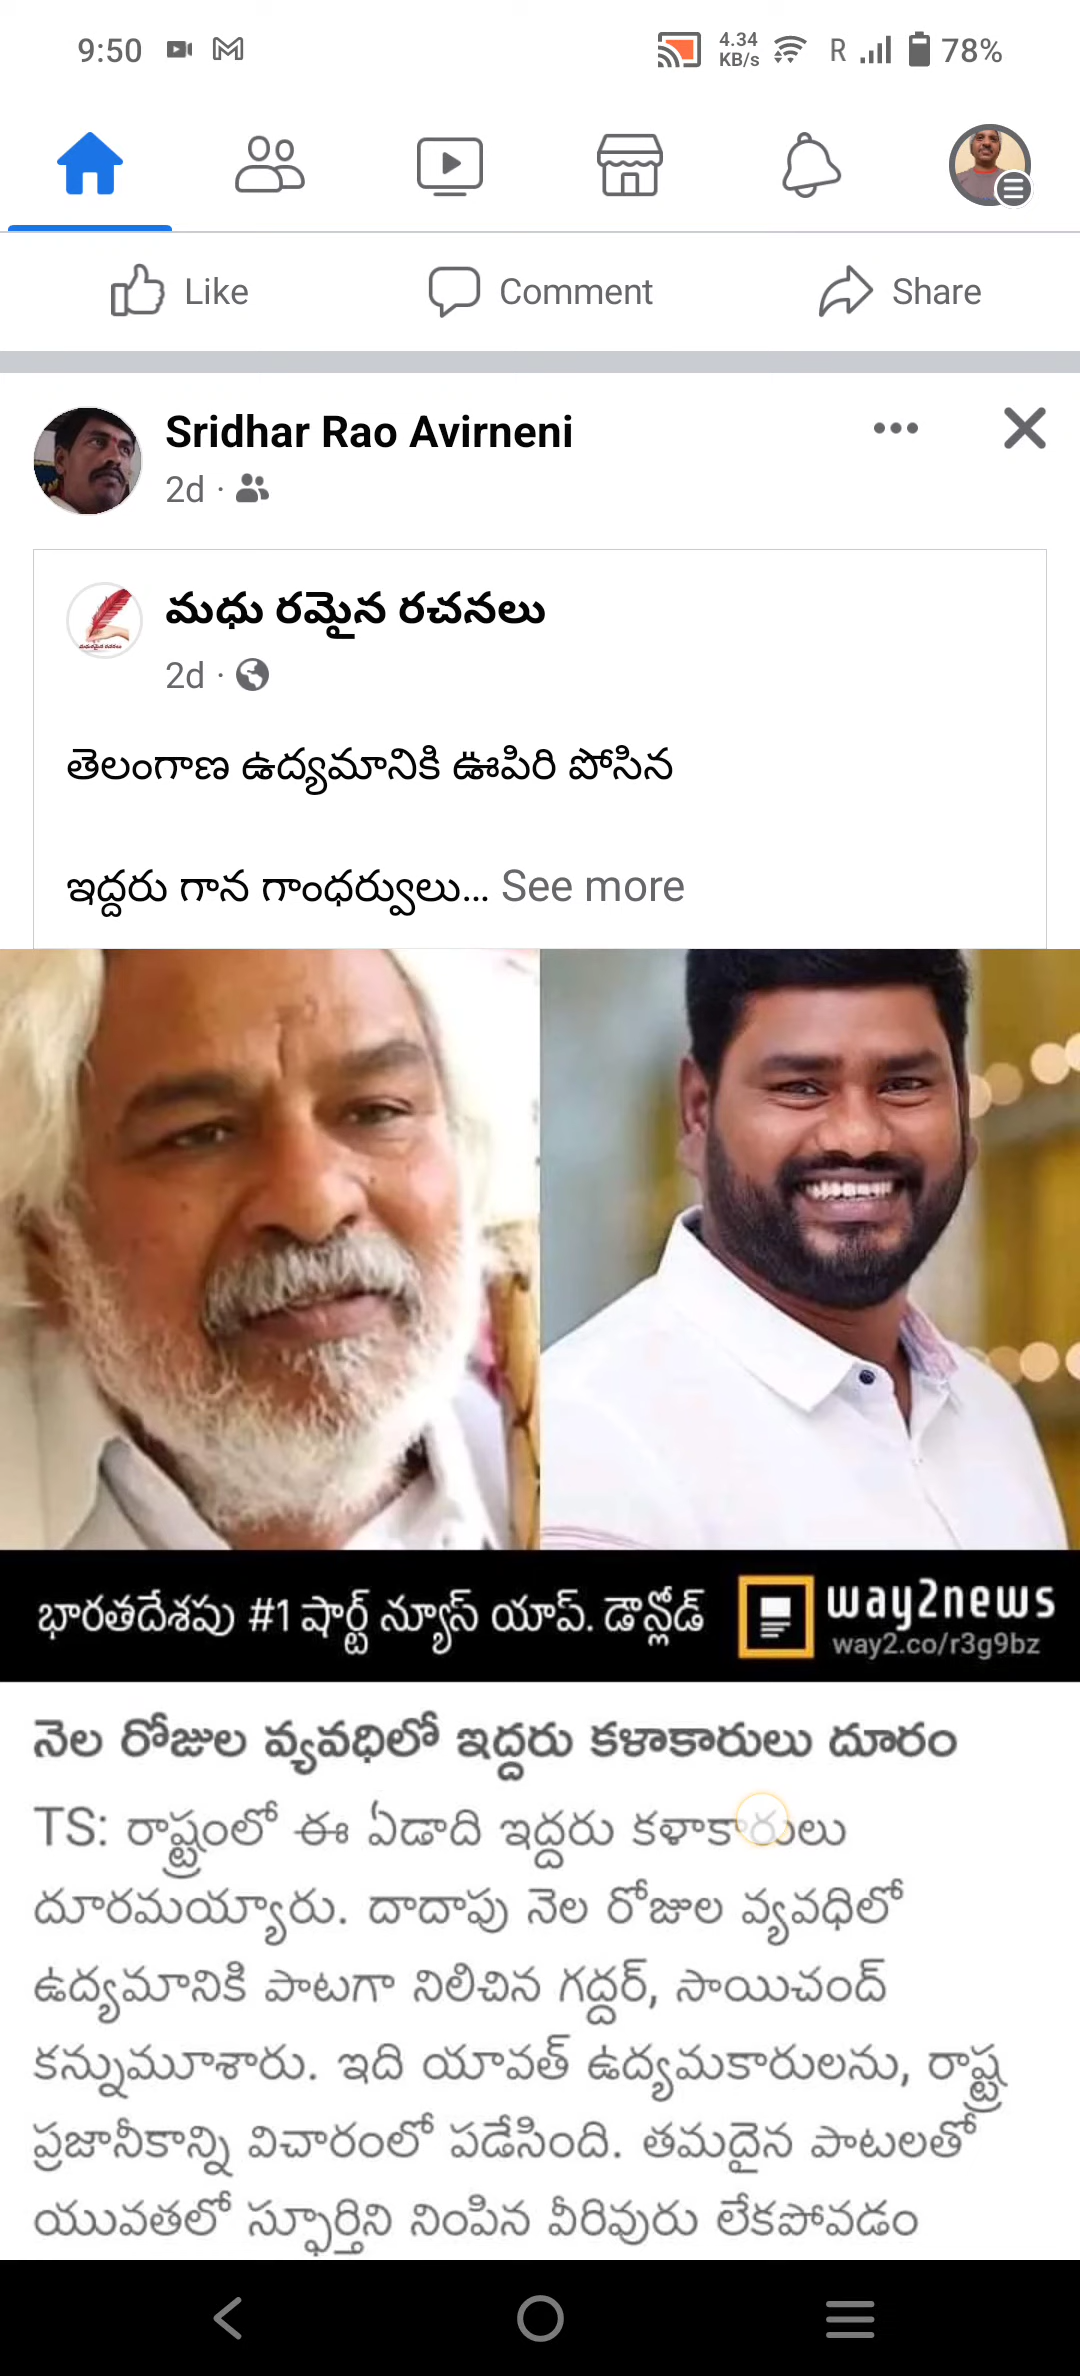 9:50
4.34
KB/s
R
78%
Like
Comment
Share
Sridhar Rao Avirneni
2d ·
మధు రమైన రచనలు
2d ·
తెలంగాణ ఉద్యమానికి ఊపిరి పోసిన
ఇద్దరు గాన గాంధర్వులు... See more
భారతదేశపు #1 షార్ట్ న్యూస్ యాప్. డౌన్లోడ్
way2news
way2.co/r3g9bz
నెల రోజుల వ్యవధిలో ఇద్దరు కళాకారులు దూరం
TS: రాష్ట్రంలో ఈ ఏడాది ఇద్దరు కళాకారులు
దూరమయ్యారు. దాదాపు నెల రోజుల వ్యవధిలో
ఉద్యమానికి పాటగా నిలిచిన గద్దర్, సాయిచంద్
కన్నుమూశారు. ఇది యావత్ ఉద్యమకారులను, రాష్ట్ర
ప్రజానీకాన్ని విచారంలో పడేసింది. తమదైన పాటలతో
యువతలో స్ఫూర్తిని నింపిన వీరివురు లేకపోవడం